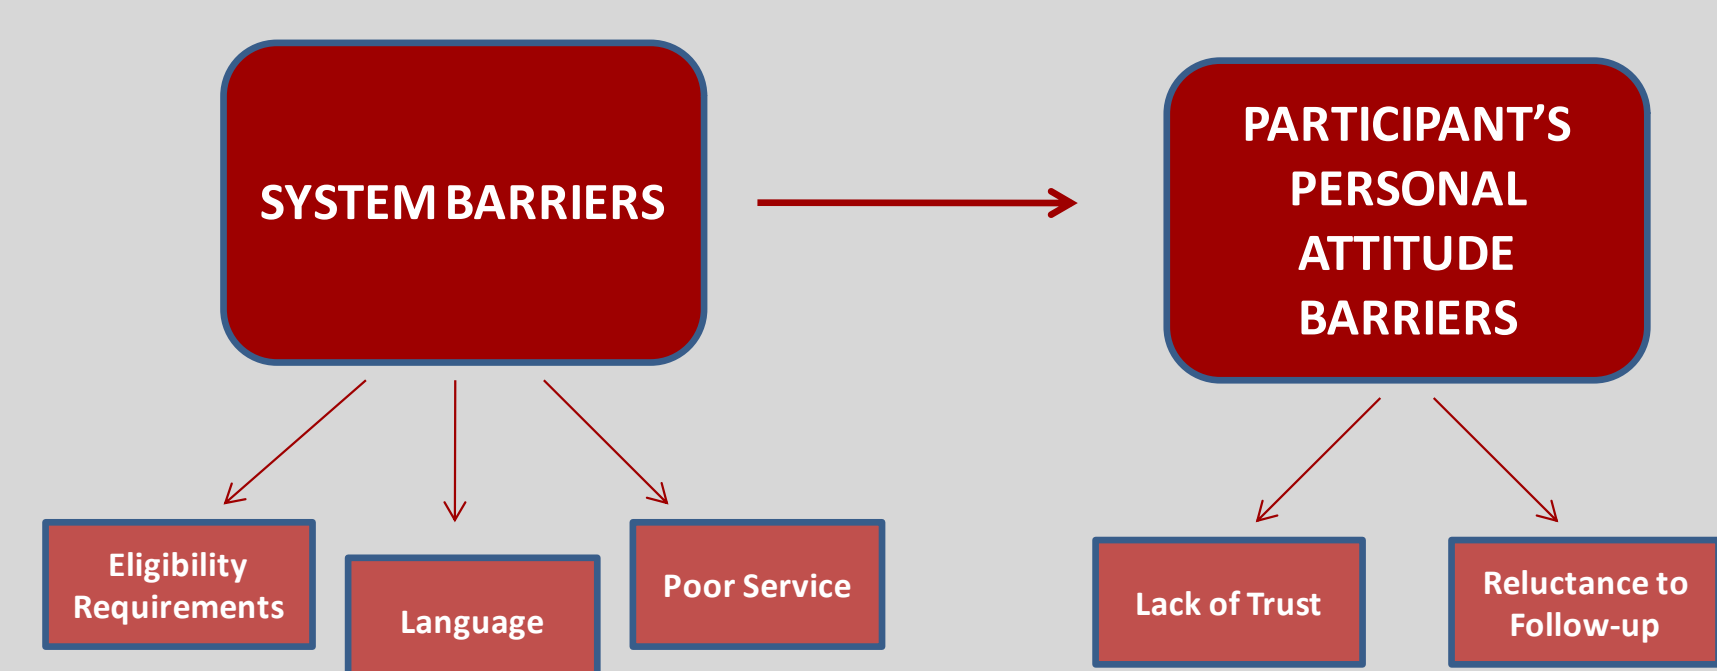 SYSTEM BARRIERS
PARTICIPANT’S
PERSONAL
ATTITUDE
BARRIERS
Eligibility
Requirements
Language
Poor Service
Lack of Trust
Reluctance to
Follow-up